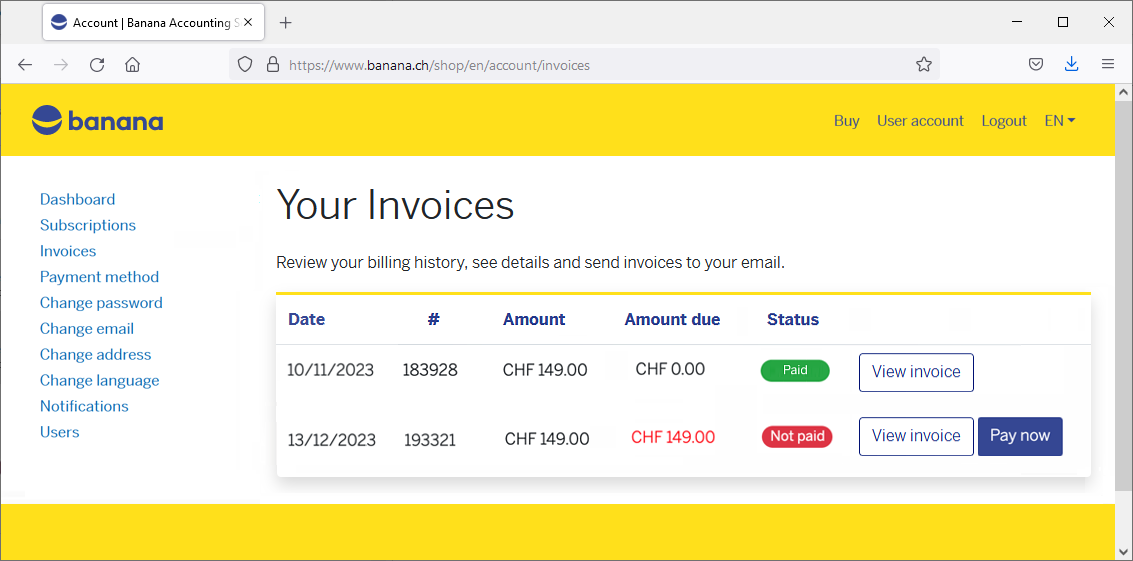 Account | Banana Accounting S
https://www.banana.ch/shop/en/account/invoices
banana
Buy User account Logout EN
Dashboard
Subscriptions
Invoices
Payment method
Change password
Change email
Change address
Change language
Notifications
Users
Your Invoices
Review your billing history, see details and send invoices to your email.
Date # Amount Amount due Status
10/11/2023 183928 CHF 149.00 CHF 0.00 Paid View invoice
13/12/2023 193321 CHF 149.00 CHF 149.00 Not paid View invoice Pay now